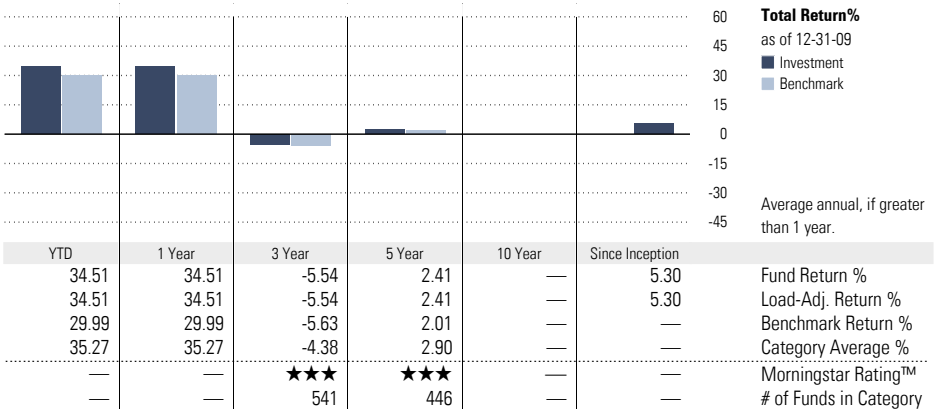 60
45
30
15
0
-15
-30
-45
Total Return%
as of 12-31-09
Investment
Benchmark
Average annual, if greater
than 1 year.
YTD 1 Year 3 Year 5 Year 10 Year Since Inception
34.51 34.51 -5.54 2.41 — 5.30 Fund Return %
34.51 34.51 -5.54 2.41 — 5.30 Load-Adj. Return %
29.99 29.99 -5.63 2.01 — — Benchmark Return %
35.27 35.27 -4.38 2.90 — — Category Average %
— — ★★★ ★★★ — — Morningstar Rating™
— — 541 446 — — # of Funds in Category